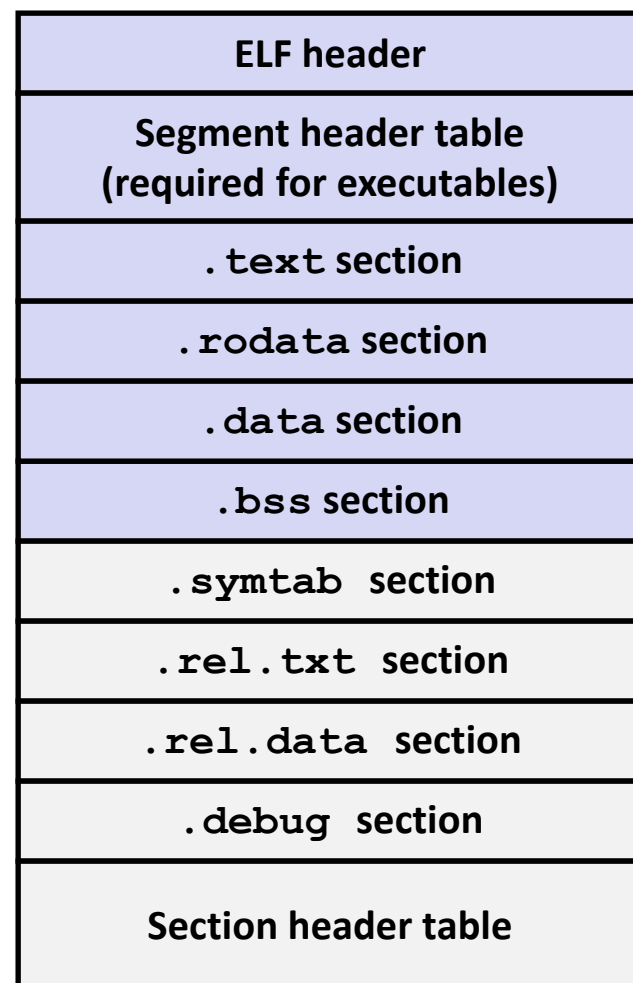 ELF header
Segment header table
(required for executables)
.text section
.rodata section
.data section
.bss section
.symtab section
.rel.txt section
.rel.data section
.debug section
Section header table